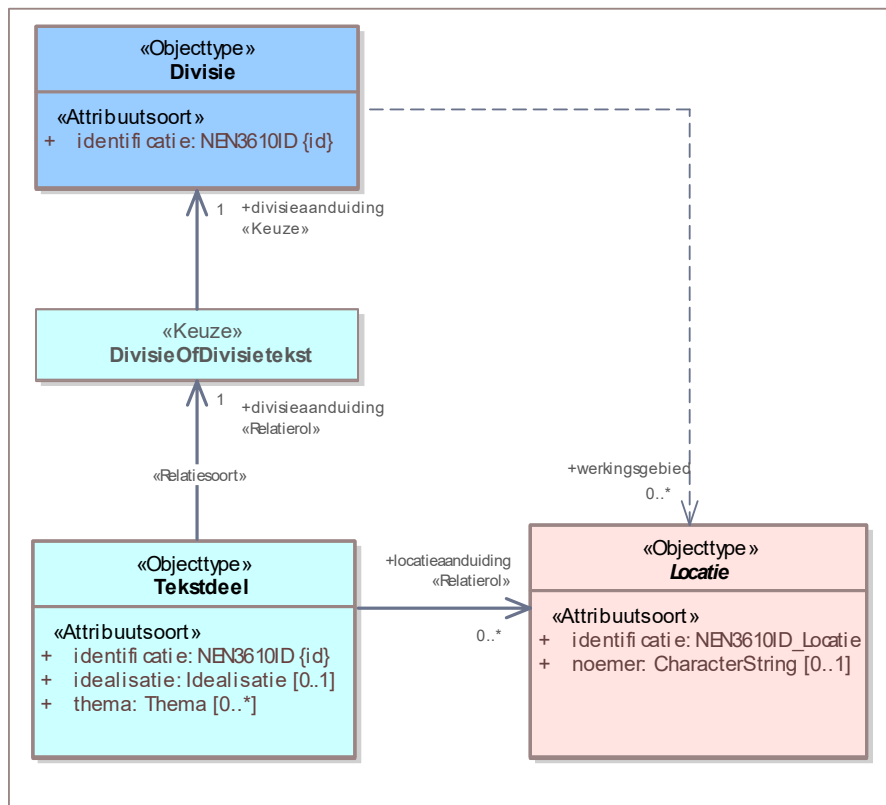 «Objecttype»
Divisie
«Attribuutsoort»
+ identificatie: NEN3610ID {id}
1
+divisieaanduiding
«Keuze»
«Keuze»
DivisieOfDivisietekst
1
+divisieaanduiding
«Relatierol»
«Relatiesoort»
+werkingsgebied
0..*
«Objecttype»
Tekstdeel
«Attribuutsoort»
+ identificatie: NEN3610ID {id}
+ idealisatie: Idealisatie [0..1]
+ thema: Thema [0..*]
+locatieaanduiding
«Relatierol»
0..*
«Objecttype»
Locatie
«Attribuutsoort»
+ identificatie: NEN3610ID_Locatie
+ noemer: CharacterString [0..1]